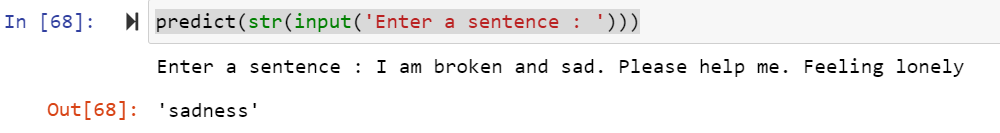 In [68]: predict(str(input('Enter a sentence : ')))
Enter a sentence : I am broken and sad. Please help me. Feeling lonely
Out[68]: 'sadness'